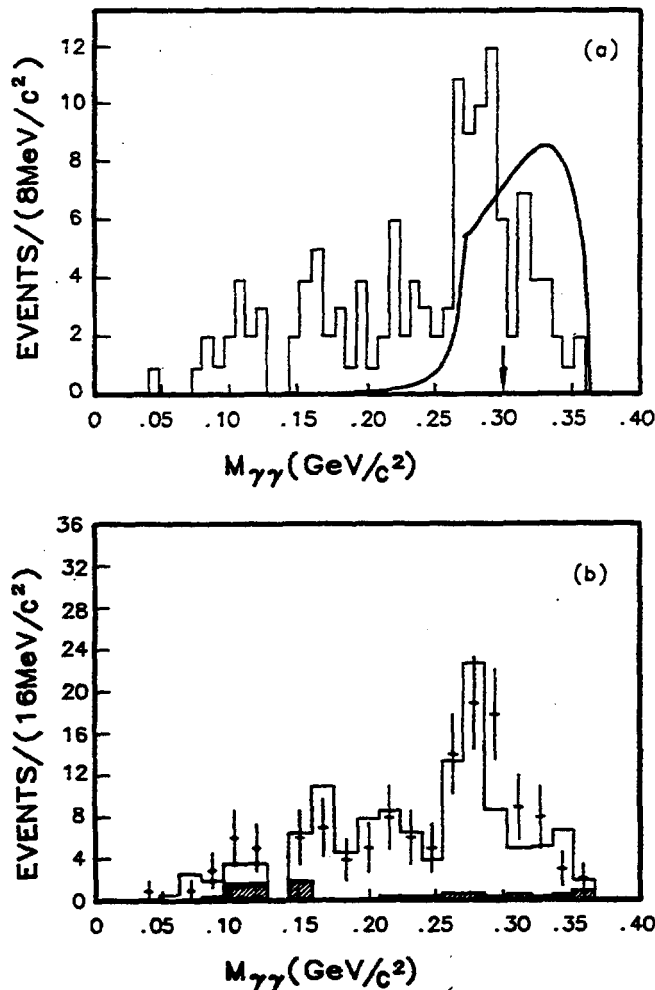 (a)
EVENTS/(8MeV/c²)
12
10
8
6
4
2
0
0 .05 .10 .15 .20 .25 .30 .35 .40
Mγγ(GeV/c²)
(b)
EVENTS/(16MeV/c²)
36
32
28
24
20
16
12
8
4
0
0 .05 .10 .15 .20 .25 .30 .35 .40
Mγγ(GeV/c²)